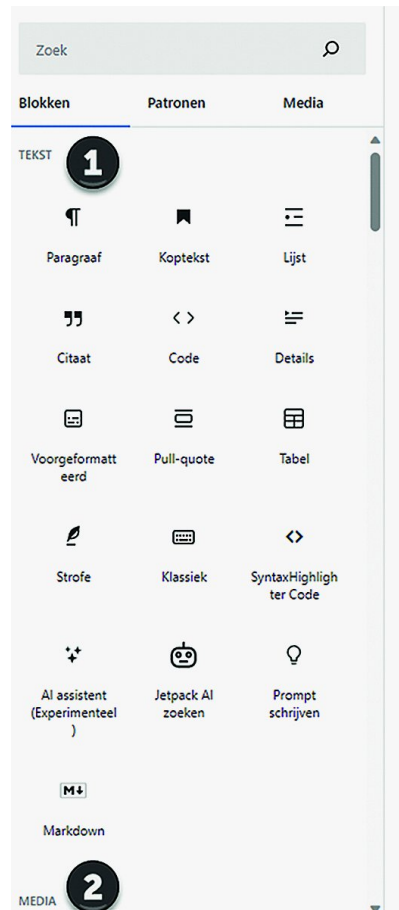 Zoek
Blokken Patronen Media
TEKST 1
Paragraaf Koptekst Lijst
Citaat Code Details
Voorgeformatt
eerd
Pull-quote Tabel
Strofe Klassiek SyntaxHighligh
ter Code
AI assistent
(Experimenteel
)
Jetpack AI
zoeken
Prompt
schrijven
M↓
Markdown
MEDIA 2